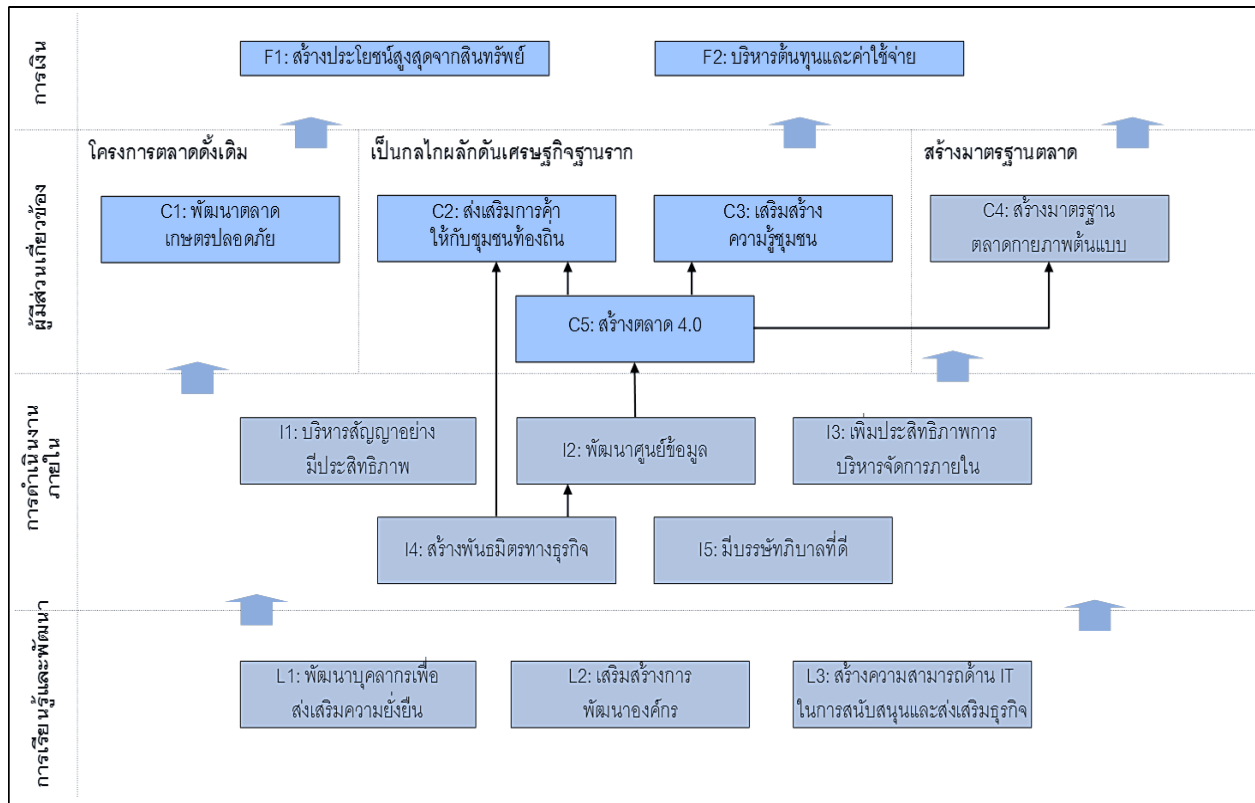 การเงิน
F1: สร้างประโยชน์สูงสุดจากสินทรัพย์
F2: บริหารต้นทุนและค่าใช้จ่าย
ผู้มีส่วนเกี่ยวข้อง
โครงการตลาดดั้งเดิม
เป็นกลไกผลักดันเศรษฐกิจฐานราก
สร้างมาตรฐานตลาด
C1: พัฒนาตลาด
เกษตรปลอดภัย
C2: ส่งเสริมการค้า
ให้กับชุมชนท้องถิ่น
C3: เสริมสร้าง
ความรู้ชุมชน
C4: สร้างมาตรฐาน
ตลาดกายภาพต้นแบบ
C5: สร้างตลาด 4.0
การดำเนินงาน
ภายใน
I1: บริหารสัญญาอย่าง
มีประสิทธิภาพ
I2: พัฒนาศูนย์ข้อมูล
I3: เพิ่มประสิทธิภาพการ
บริหารจัดการภายใน
I4: สร้างพันธมิตรทางธุรกิจ
I5: มีบรรษัทภิบาลที่ดี
การเรียนรู้และพัฒนา
L1: พัฒนาบุคลากรเพื่อ
ส่งเสริมความยั่งยืน
L2: เสริมสร้างการ
พัฒนาองค์กร
L3: สร้างความสามารถด้าน IT
ในการสนับสนุนและส่งเสริมธุรกิจ